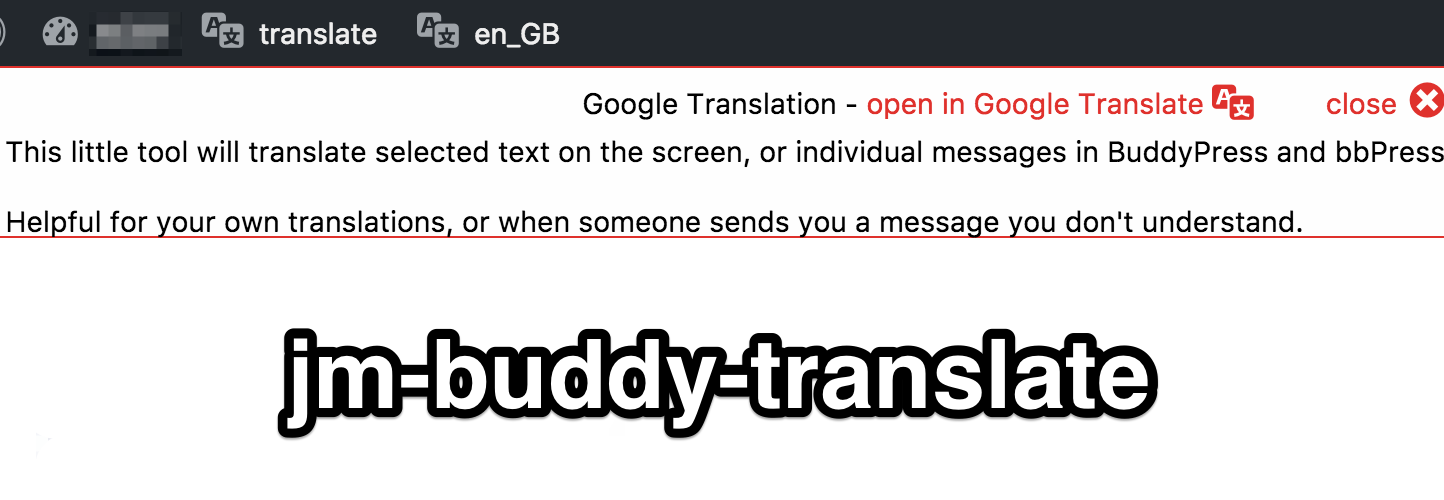 translate en_GB
Google Translation - open in Google Translate close
This little tool will translate selected text on the screen, or individual messages in BuddyPress and bbPress
Helpful for your own translations, or when someone sends you a message you don't understand.
jm-buddy-translate